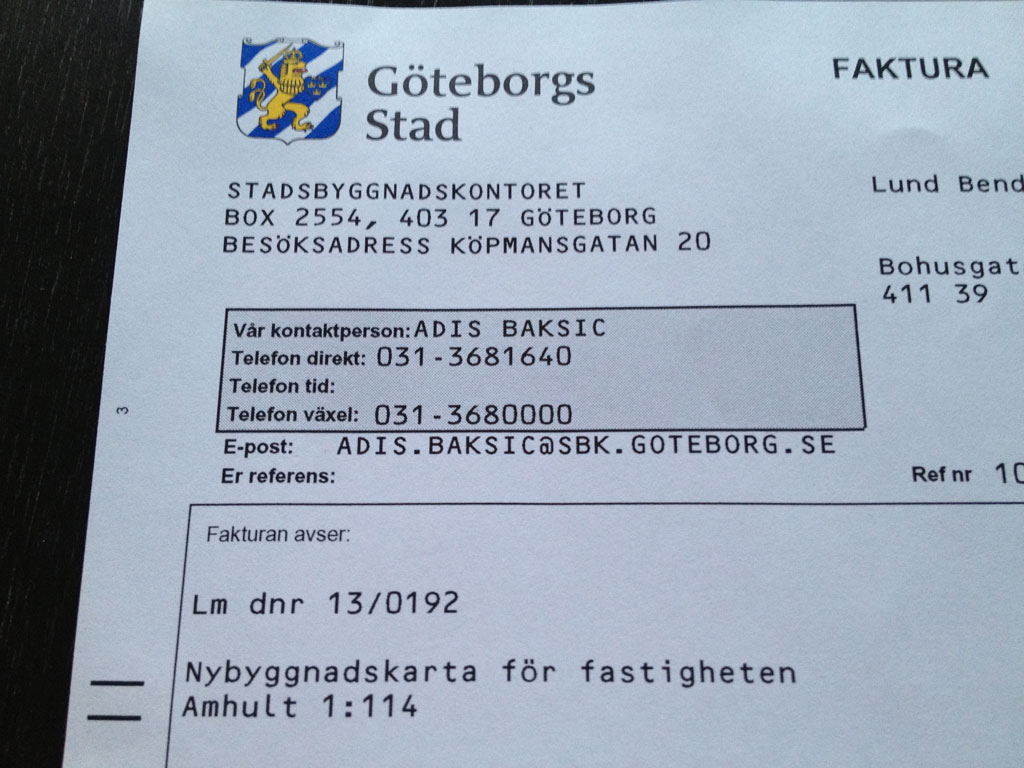 Göteborgs
Stad
FAKTURA
STADSBYGGNADSKONTORET
BOX 2554, 403 17 GÖTEBORG
BESÖKSADRESS KÖPMANSGATAN 20
Lund Bend
Bohusgat
411 39
Vår kontaktperson: ADIS BAKSIC
Telefon direkt: 031-3681640
Telefon tid:
Telefon växel: 031-3680000
E-post: ADIS.BAKSIC@SBK.GOTEBORG.SE
Er referens:
Ref nr 10
3
Fakturan avser:
Lm dnr 13/0192
Nybyggnadskarta för fastigheten
Amhult 1:114